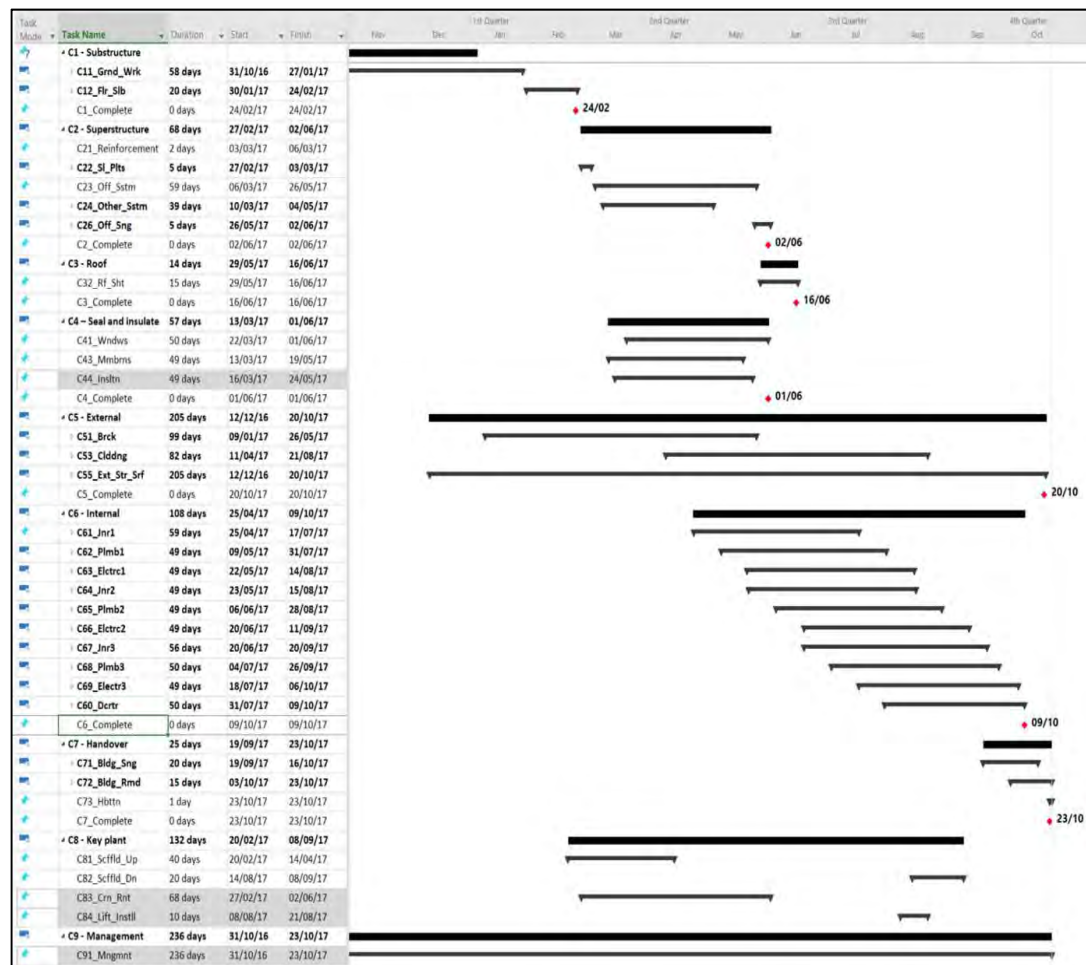 1st Quarter 2nd Quarter 3rd Quarter 4th Quarter
Task Mode Task Name Duration Start Finish Nov Dec Jan Feb Mar Apr May Jun Jul Aug Sep Oct
C1 - Substructure
C11_Grnd_Wrk 58 days 31/10/16 27/01/17
C12_Flr_Slb 20 days 30/01/17 24/02/17
C1_Complete 0 days 24/02/17 24/02/17 24/02
C2 - Superstructure 68 days 27/02/17 02/06/17
C21_Reinforcement 2 days 03/03/17 06/03/17
C22_Sl_Plts 5 days 27/02/17 03/03/17
C23_Off_Sstm 59 days 06/03/17 26/05/17
C24_Other_Sstm 39 days 10/03/17 04/05/17
C26_Off_Sng 5 days 26/05/17 02/06/17
C2_Complete 0 days 02/06/17 02/06/17 02/06
C3 - Roof 14 days 29/05/17 16/06/17
C32_Rf_Sht 15 days 29/05/17 16/06/17
C3_Complete 0 days 16/06/17 16/06/17 16/06
C4 – Seal and insulate 57 days 13/03/17 01/06/17
C41_Wndws 50 days 22/03/17 01/06/17
C43_Mmbrns 49 days 13/03/17 19/05/17
C44_Insltn 49 days 16/03/17 24/05/17
C4_Complete 0 days 01/06/17 01/06/17 01/06
C5 - External 205 days 12/12/16 20/10/17
C51_Brck 99 days 09/01/17 26/05/17
C53_Clddng 82 days 11/04/17 21/08/17
C55_Ext_Str_Srf 205 days 12/12/16 20/10/17
C5_Complete 0 days 20/10/17 20/10/17 20/10
C6 - Internal 108 days 25/04/17 09/10/17
C61_Jnr1 59 days 25/04/17 17/07/17
C62_Plmb1 49 days 09/05/17 31/07/17
C63_Elctrc1 49 days 22/05/17 14/08/17
C64_Jnr2 49 days 23/05/17 15/08/17
C65_Plmb2 49 days 06/06/17 28/08/17
C66_Elctrc2 49 days 20/06/17 11/09/17
C67_Jnr3 56 days 20/06/17 20/09/17
C68_Plmb3 50 days 04/07/17 26/09/17
C69_Electr3 49 days 18/07/17 06/10/17
C60_Dcrtr 50 days 31/07/17 09/10/17
C6_Complete 0 days 09/10/17 09/10/17 09/10
C7 - Handover 25 days 19/09/17 23/10/17
C71_Bldg_Sng 20 days 19/09/17 16/10/17
C72_Bldg_Rmd 15 days 03/10/17 23/10/17
C73_Hbttn 1 day 23/10/17 23/10/17
C7_Complete 0 days 23/10/17 23/10/17 23/10
C8 - Key plant 132 days 20/02/17 08/09/17
C81_Scffld_Up 40 days 20/02/17 14/04/17
C82_Scffld_Dn 20 days 14/08/17 08/09/17
C83_Crn_Rnt 68 days 27/02/17 02/06/17
C84_Lift_Instll 10 days 08/08/17 21/08/17
C9 - Management 236 days 31/10/16 23/10/17
C91_Mngmnt 236 days 31/10/16 23/10/17